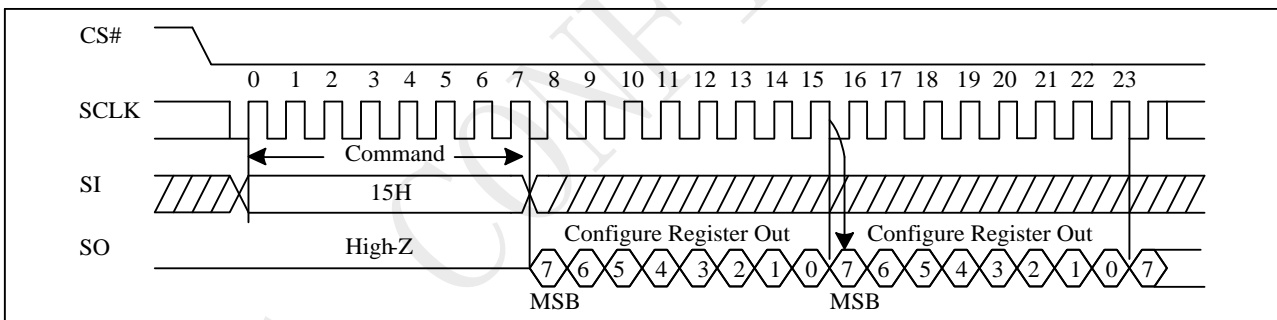 CS#
0 1 2 3 4 5 6 7 8 9 10 11 12 13 14 15 16 17 18 19 20 21 22 23
SCLK
Command
SI
15H
Configure Register Out Configure Register Out
SO
High-Z
7 6 5 4 3 2 1 0 7 6 5 4 3 2 1 0 7
MSB MSB